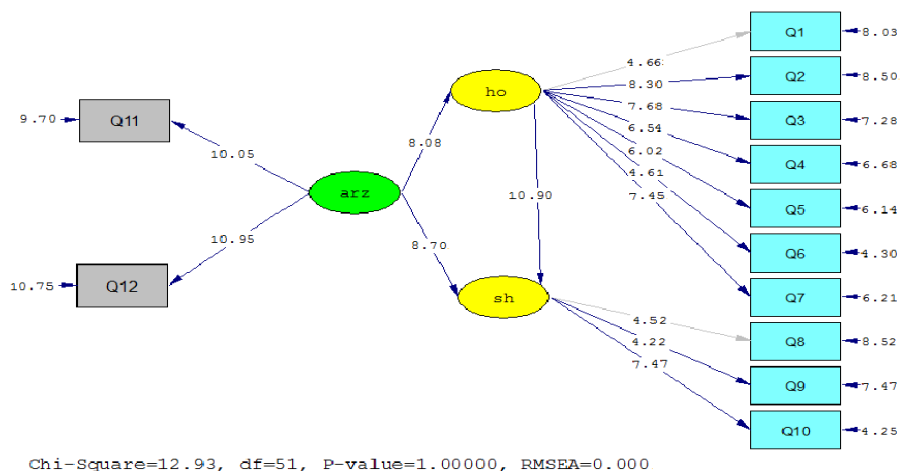 Q1
8.03
4.66
Q2
8.50
8.30
ho
Q3
7.28
7.68
9.70
Q11
6.54
8.08
Q4
6.68
10.05
6.02
4.61
arz
10.90
7.45
Q5
6.14
10.95
8.70
Q6
4.30
10.75
Q12
sh
Q7
6.21
4.52
Q8
8.52
4.22
7.47
Q9
7.47
Q10
4.25
Chi-Square=12.93, df=51, P-value=1.00000, RMSEA=0.000